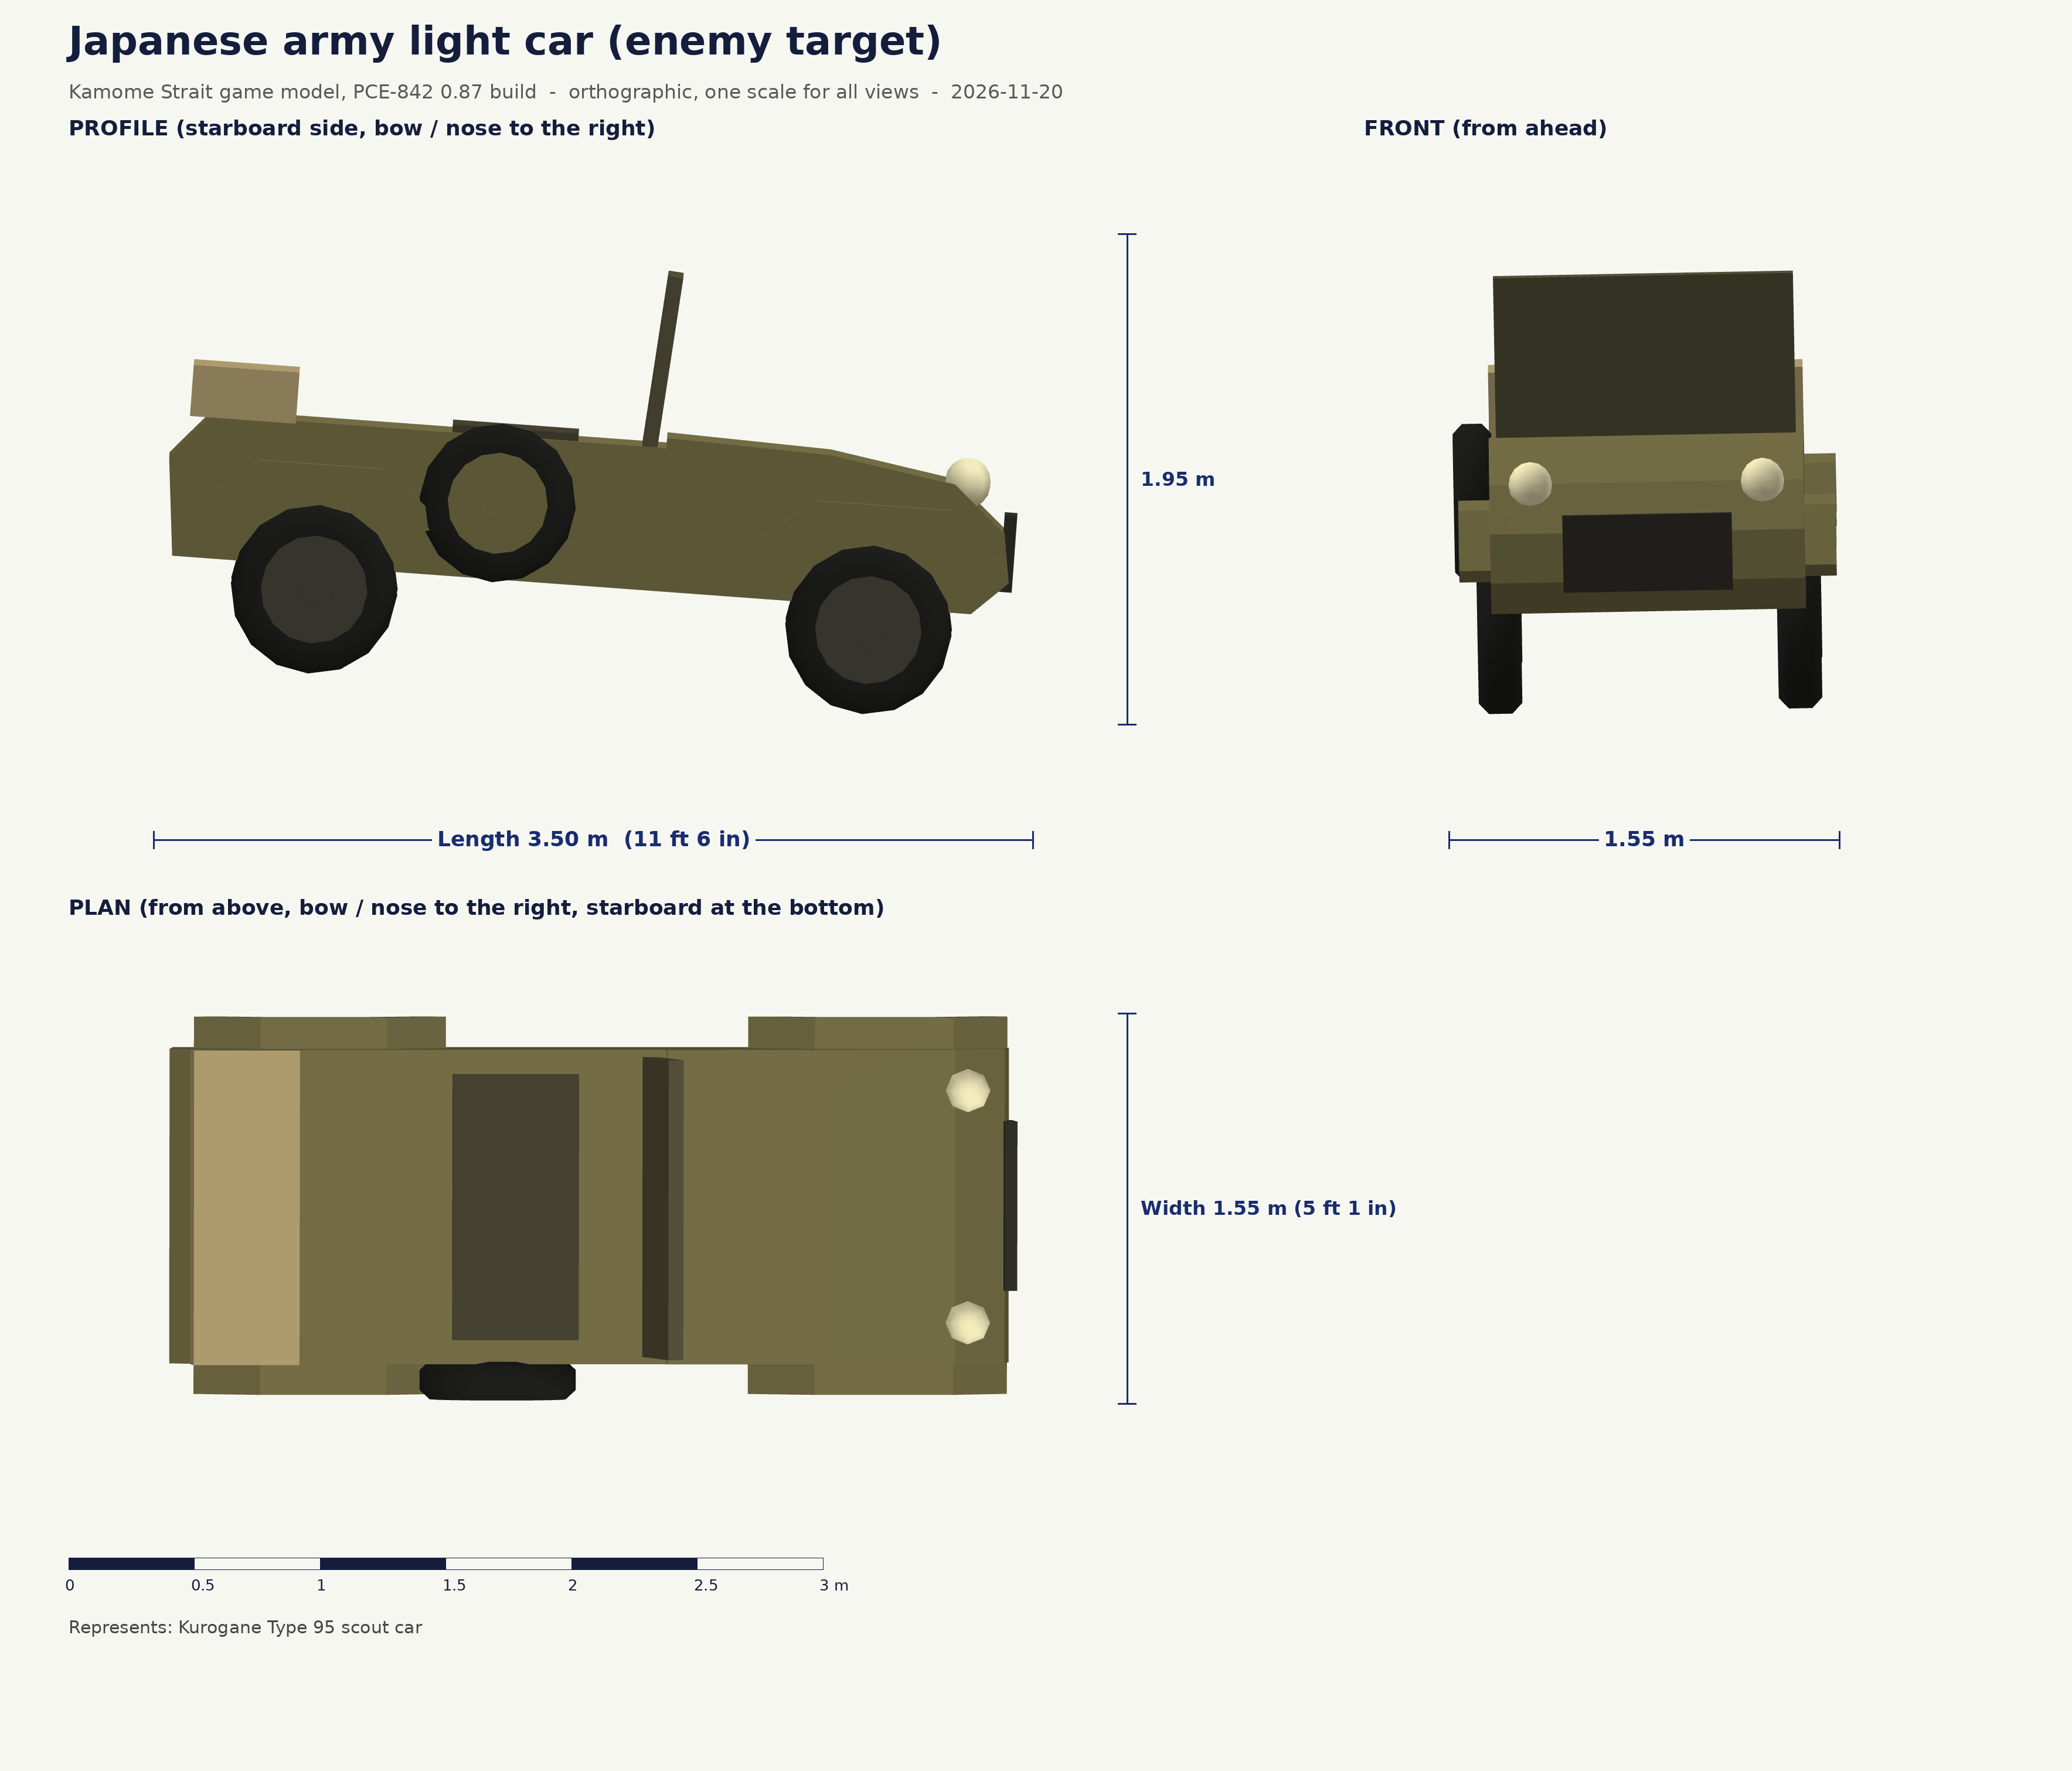 Japanese army light car (enemy target)
Kamome Strait game model, PCE-842 0.87 build  -  orthographic, one scale for all views  -  2026-11-20
PROFILE (starboard side, bow / nose to the right)
FRONT (from ahead)
1.95 m
Length 3.50 m  (11 ft 6 in)
1.55 m
PLAN (from above, bow / nose to the right, starboard at the bottom)
Width 1.55 m (5 ft 1 in)
0 0.5 1 1.5 2 2.5 3 m
Represents: Kurogane Type 95 scout car